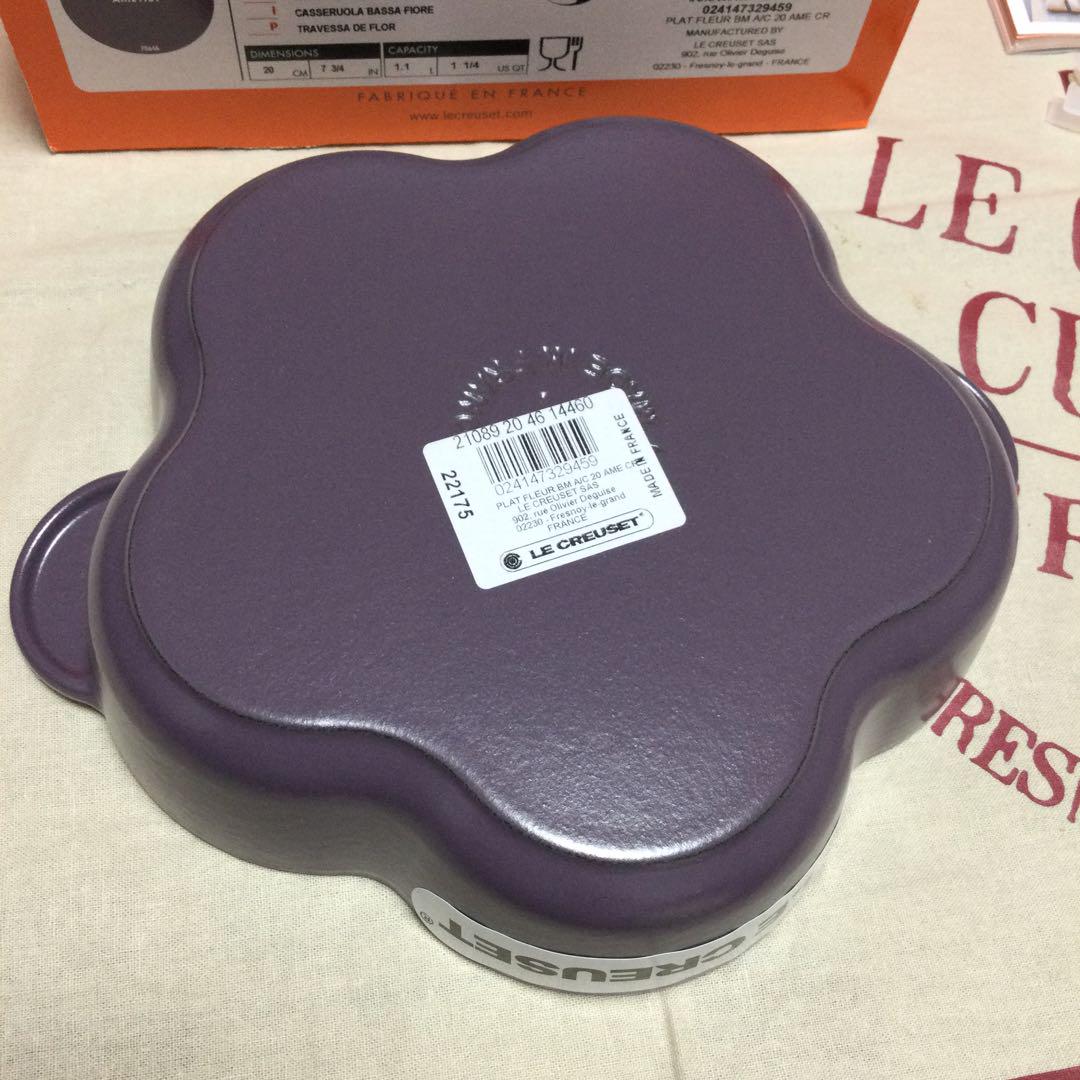 I CASSERUOLA BASSA FIORE
P TRAVESSA DE FLOR
DIMENSIONS CAPACITY
20 CM 7 3/4 IN 1.1 L 1 1/4 US QT
024147329459
PLAT FLEUR BM A/C 20 AME CR
MANUFACTURED BY
LE CREUSET SAS
902, rue Olivier Deguise
02230 - Fresnoy-le-grand - FRANCE
FABRIQUÉ EN FRANCE
www.lecreuset.com
21089 20 46 14460
024147329459
22175
PLAT FLEUR BM A/C 20 AME CR
LE CREUSET SAS
902, rue Olivier Deguise
02230 - Fresnoy-le-grand
FRANCE
MADE IN FRANCE
LE CREUSET
CREUSET®
LE
CU